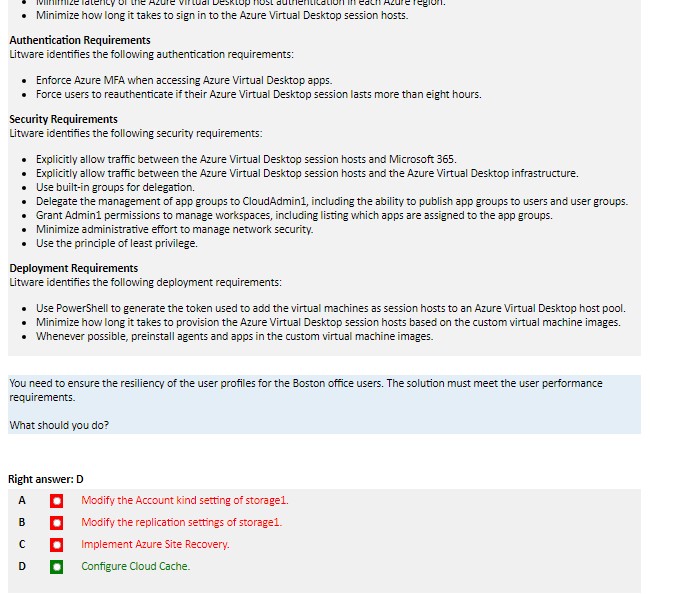 Minimize latency of the Azure Virtual Desktop host authentication in each Azure region.
Minimize how long it takes to sign in to the Azure Virtual Desktop session hosts.
Authentication Requirements
Litware identifies the following authentication requirements:
Enforce Azure MFA when accessing Azure Virtual Desktop apps.
Force users to reauthenticate if their Azure Virtual Desktop session lasts more than eight hours.
Security Requirements
Litware identifies the following security requirements:
Explicitly allow traffic between the Azure Virtual Desktop session hosts and Microsoft 365.
Explicitly allow traffic between the Azure Virtual Desktop session hosts and the Azure Virtual Desktop infrastructure.
Use built-in groups for delegation.
Delegate the management of app groups to CloudAdmin1, including the ability to publish app groups to users and user groups.
Grant Admin1 permissions to manage workspaces, including listing which apps are assigned to the app groups.
Minimize administrative effort to manage network security.
Use the principle of least privilege.
Deployment Requirements
Litware identifies the following deployment requirements:
Use PowerShell to generate the token used to add the virtual machines as session hosts to an Azure Virtual Desktop host pool.
Minimize how long it takes to provision the Azure Virtual Desktop session hosts based on the custom virtual machine images.
Whenever possible, preinstall agents and apps in the custom virtual machine images.
You need to ensure the resiliency of the user profiles for the Boston office users. The solution must meet the user performance
requirements.
What should you do?
Right answer: D
A Modify the Account kind setting of storage1.
B Modify the replication settings of storage1.
C Implement Azure Site Recovery.
D Configure Cloud Cache.